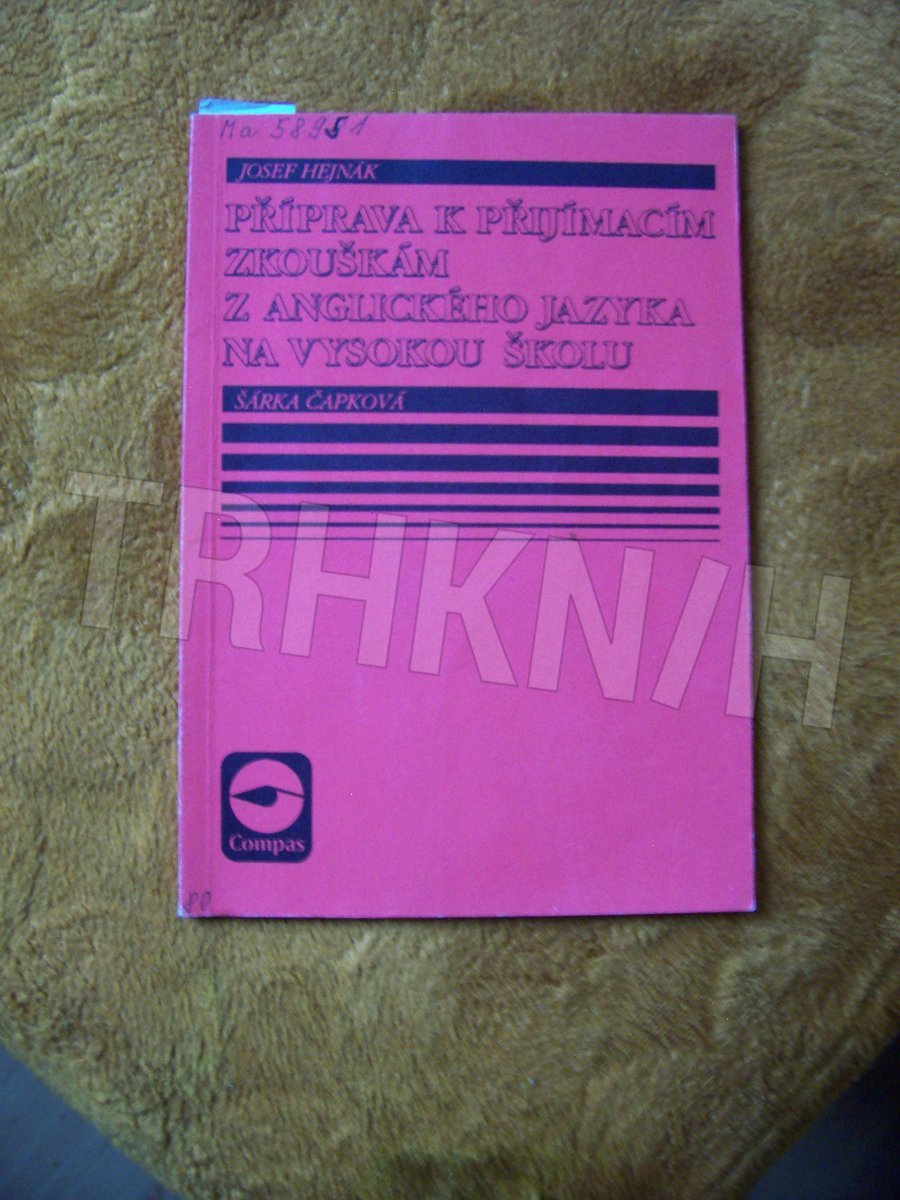 Ma 58951
JOSEF HEJNÁK
PŘÍPRAVA K PŘIJÍMACÍM
ZKOUŠKÁM
Z ANGLICKÉHO JAZYKA
NA VYSOKOU ŠKOLU
ŠÁRKA ČAPKOVÁ
TRHKNIH
Compas
80